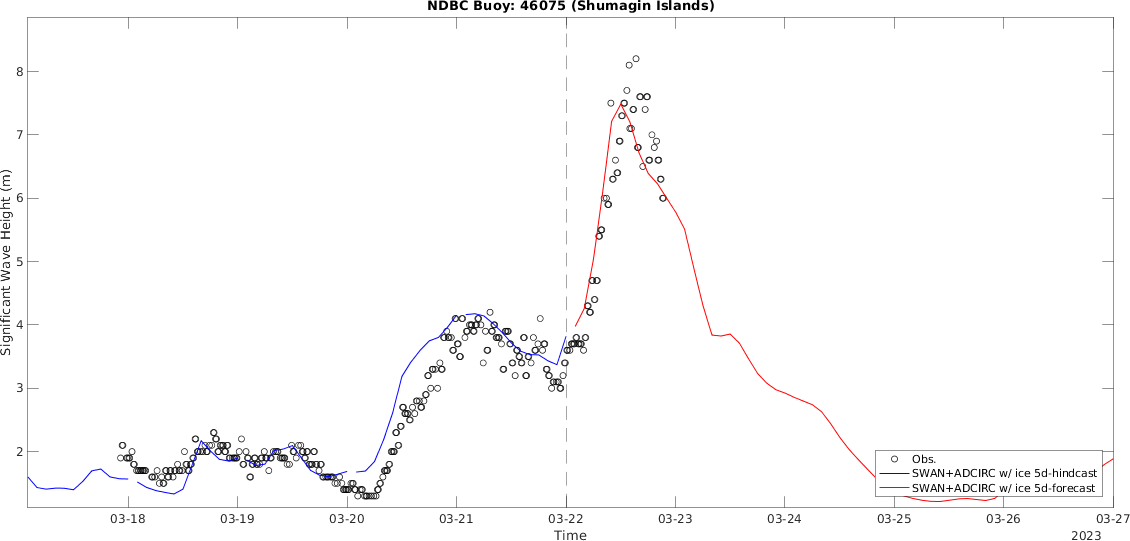 NDBC Buoy: 46075 (Shumagin Islands)
Significant Wave Height (m)
8
7
6
5
4
3
2
Obs.
SWAN+ADCIRC w/ ice 5d-hindcast
SWAN+ADCIRC w/ ice 5d-forecast
03-18 03-19 03-20 03-21 03-22 03-23 03-24 03-25 03-26 03-27
Time
2023